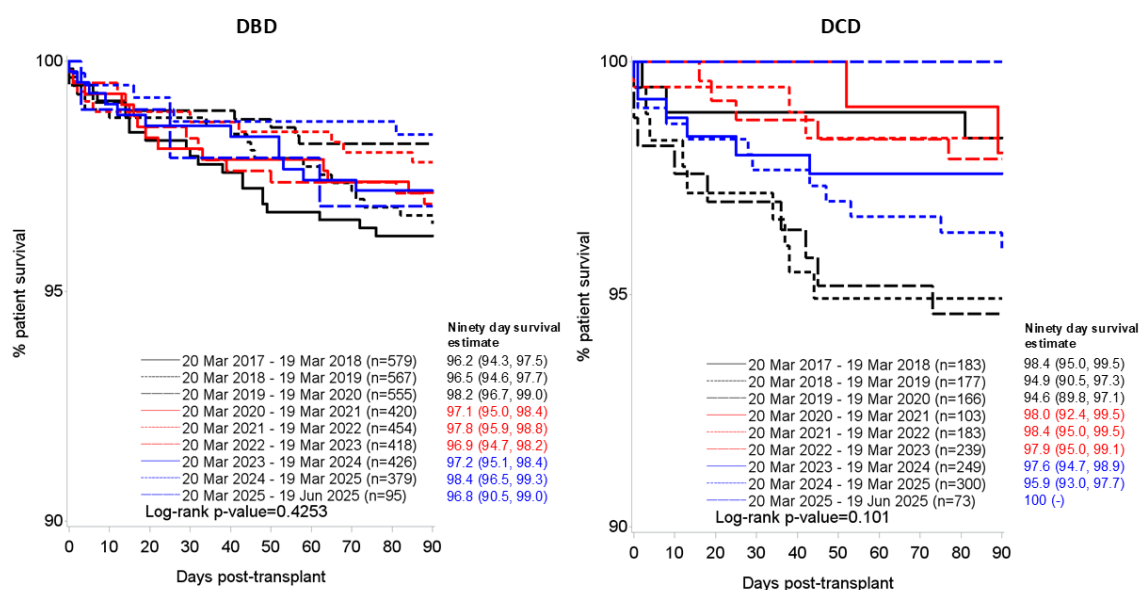 DBD
100
95
90
% patient survival
Ninety day survival
estimate
20 Mar 2017 - 19 Mar 2018 (n=579) 96.2 (94.3, 97.5)
20 Mar 2018 - 19 Mar 2019 (n=567) 96.5 (94.6, 97.7)
20 Mar 2019 - 19 Mar 2020 (n=555) 98.2 (96.7, 99.0)
20 Mar 2020 - 19 Mar 2021 (n=420) 97.1 (95.0, 98.4)
20 Mar 2021 - 19 Mar 2022 (n=454) 97.8 (95.9, 98.8)
20 Mar 2022 - 19 Mar 2023 (n=418) 96.9 (94.7, 98.2)
20 Mar 2023 - 19 Mar 2024 (n=426) 97.2 (95.1, 98.4)
20 Mar 2024 - 19 Mar 2025 (n=379) 98.4 (96.5, 99.3)
20 Mar 2025 - 19 Jun 2025 (n=95) 96.8 (90.5, 99.0)
Log-rank p-value=0.4253
0 10 20 30 40 50 60 70 80 90
Days post-transplant
DCD
100
95
90
% patient survival
Ninety day survival
estimate
20 Mar 2017 - 19 Mar 2018 (n=183) 98.4 (95.0, 99.5)
20 Mar 2018 - 19 Mar 2019 (n=177) 94.9 (90.5, 97.3)
20 Mar 2019 - 19 Mar 2020 (n=166) 94.6 (89.8, 97.1)
20 Mar 2020 - 19 Mar 2021 (n=103) 98.0 (92.4, 99.5)
20 Mar 2021 - 19 Mar 2022 (n=183) 98.4 (95.0, 99.5)
20 Mar 2022 - 19 Mar 2023 (n=239) 97.9 (95.0, 99.1)
20 Mar 2023 - 19 Mar 2024 (n=249) 97.6 (94.7, 98.9)
20 Mar 2024 - 19 Mar 2025 (n=300) 95.9 (93.0, 97.7)
20 Mar 2025 - 19 Jun 2025 (n=73) 100 (-)
Log-rank p-value=0.101
0 10 20 30 40 50 60 70 80 90
Days post-transplant